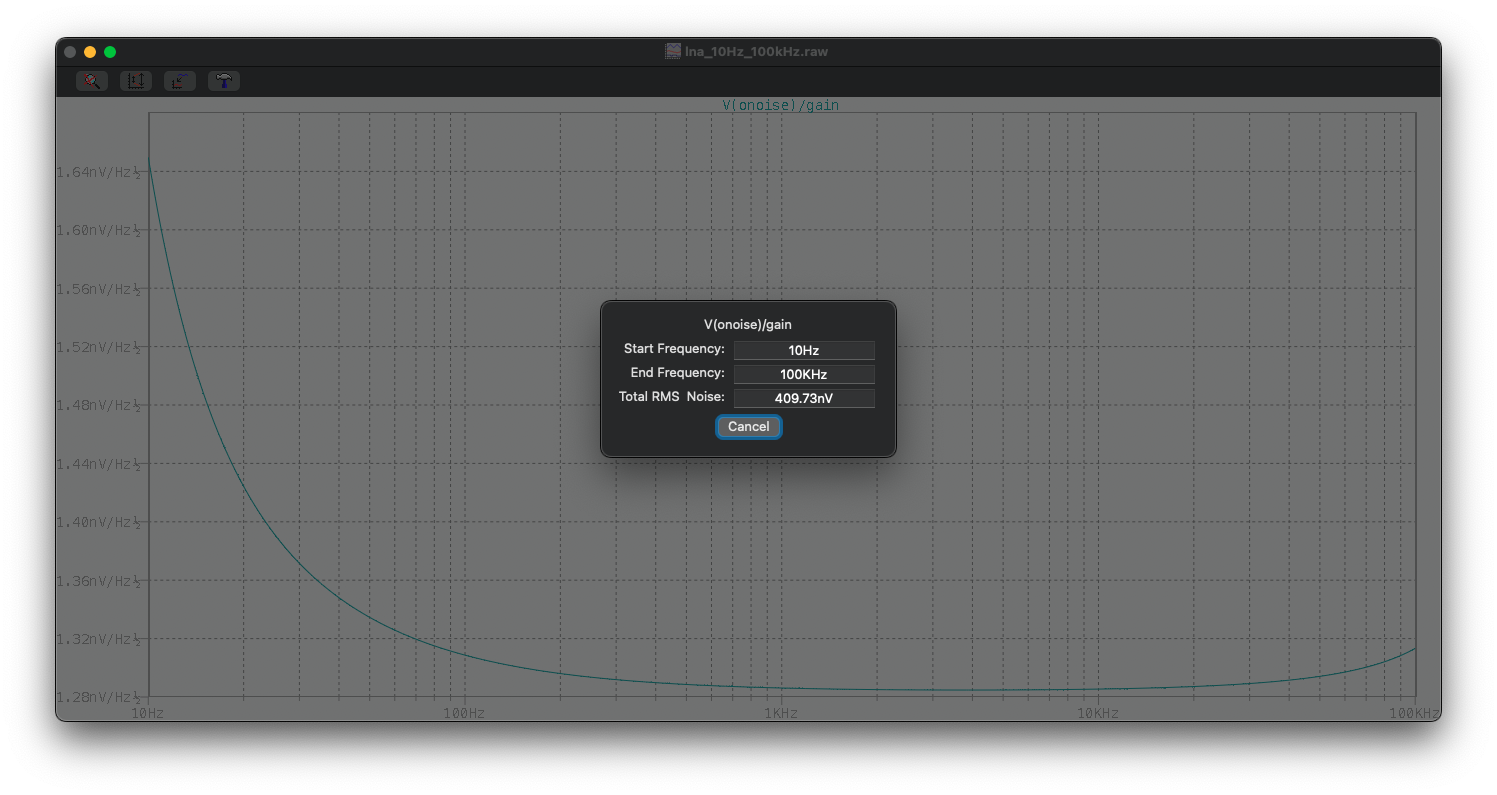 lna_10Hz_100kHz.raw
V(onoise)/gain
1.64nV/Hz½
1.60nV/Hz½
1.56nV/Hz½
1.52nV/Hz½
1.48nV/Hz½
1.44nV/Hz½
1.40nV/Hz½
1.36nV/Hz½
1.32nV/Hz½
1.28nV/Hz½
10Hz 100Hz 1KHz 10KHz 100KHz
V(onoise)/gain
Start Frequency: 10Hz
End Frequency: 100KHz
Total RMS Noise: 409.73nV
Cancel